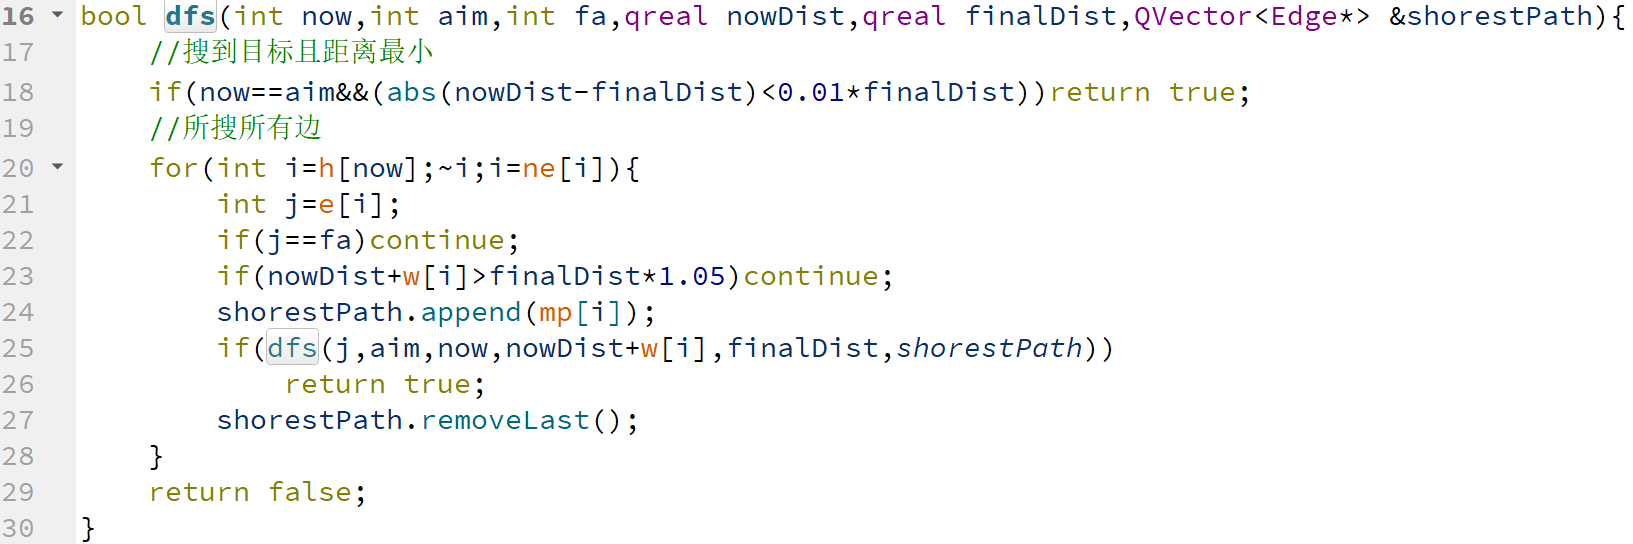 16 bool dfs(int now,int aim,int fa,qreal nowDist,qreal finalDist,QVector<Edge*> &shorestPath){
17     //搜到目标且距离最小
18     if(now==aim&&(abs(nowDist-finalDist)<0.01*finalDist))return true;
19     //所搜所有边
20     for(int i=h[now];~i;i=ne[i]){
21         int j=e[i];
22         if(j==fa)continue;
23         if(nowDist+w[i]>finalDist*1.05)continue;
24         shorestPath.append(mp[i]);
25         if(dfs(j,aim,now,nowDist+w[i],finalDist,shorestPath))
26             return true;
27         shorestPath.removeLast();
28     }
29     return false;
30 }